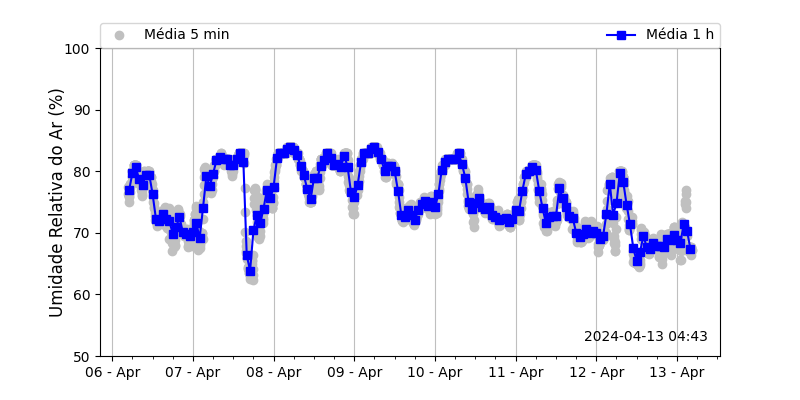 Média 5 min Média 1 h
Umidade Relativa do Ar (%)
100
90
80
70
60
50
2024-04-13 04:43
06 - Apr 07 - Apr 08 - Apr 09 - Apr 10 - Apr 11 - Apr 12 - Apr 13 - Apr